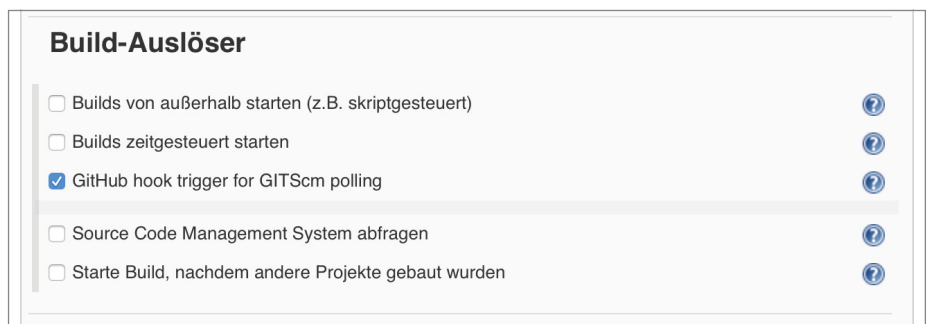 Build-Auslöser
Builds von außerhalb starten (z.B. skriptgesteuert)
Builds zeitgesteuert starten
GitHub hook trigger for GITScm polling
Source Code Management System abfragen
Starte Build, nachdem andere Projekte gebaut wurden